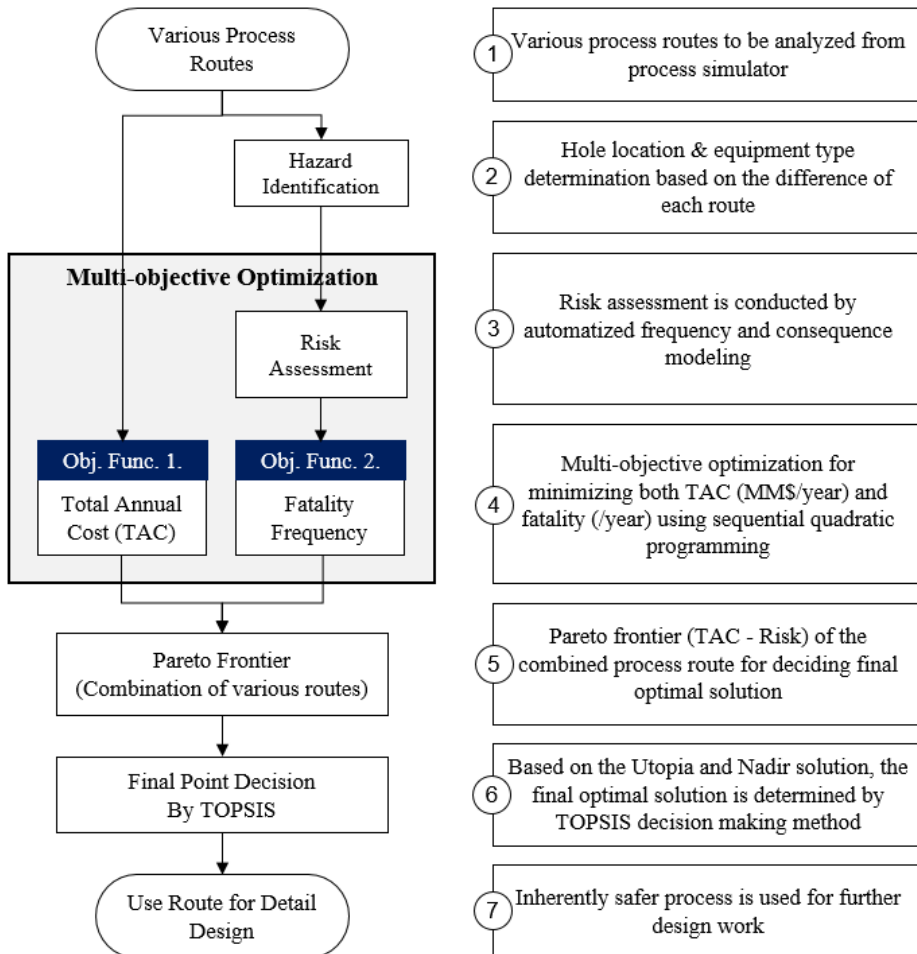 Various Process
Routes
1
Various process routes to be analyzed from
process simulator
Hazard
Identification
2
Hole location & equipment type
determination based on the difference of
each route
Multi-objective Optimization
Risk
Assessment
3
Risk assessment is conducted by
automatized frequency and consequence
modeling
Obj. Func. 1.
Total Annual
Cost (TAC)
Obj. Func. 2.
Fatality
Frequency
4
Multi-objective optimization for
minimizing both TAC (MM$/year) and
fatality (/year) using sequential quadratic
programming
Pareto Frontier
(Combination of various routes)
5
Pareto frontier (TAC - Risk) of the
combined process route for deciding final
optimal solution
Final Point Decision
By TOPSIS
6
Based on the Utopia and Nadir solution, the
final optimal solution is determined by
TOPSIS decision making method
Use Route for Detail
Design
7
Inherently safer process is used for further
design work